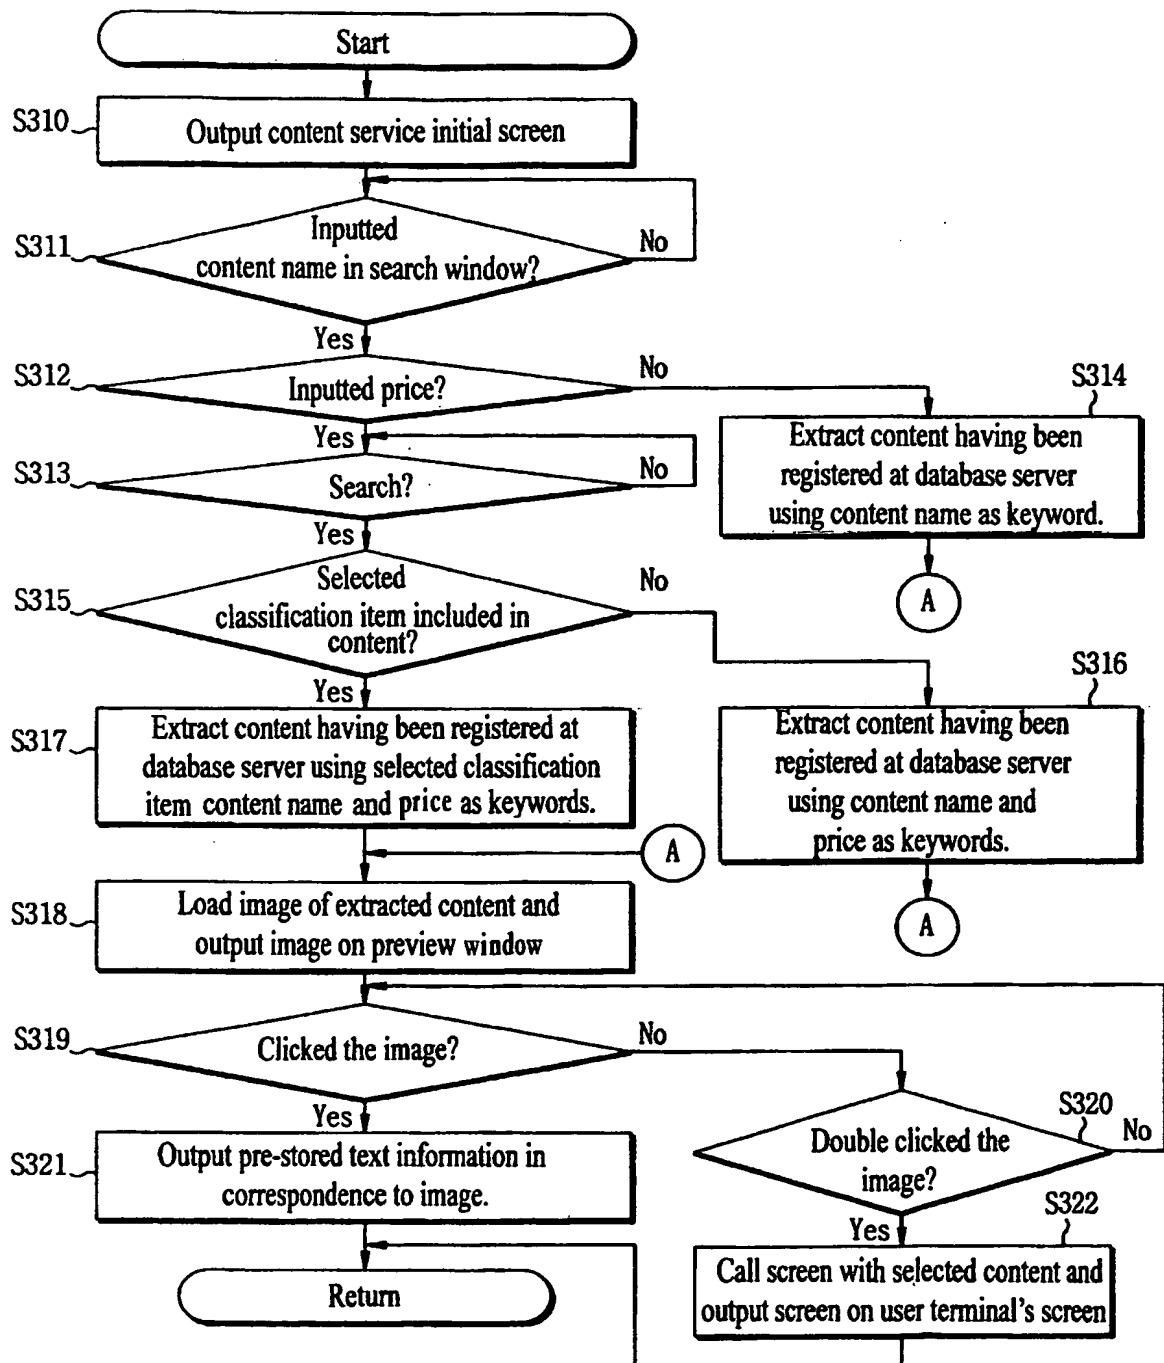 Start
S310
Output content service initial screen
S311
Inputted
content name in search window?
No
Yes
S312
Inputted price?
No
S314
Extract content having been
registered at database server
using content name as keyword.
A
Yes
S313
Search?
No
Yes
S315
Selected
classification item included in
content?
No
S316
Extract content having been
registered at database server
using content name and
price as keywords.
A
Yes
S317
Extract content having been registered at
database server using selected classification
item content name and price as keywords.
A
S318
Load image of extracted content and
output image on preview window
S319
Clicked the image?
No
Yes
S320
Double clicked the
image?
No
S321
Output pre-stored text information in
correspondence to image.
Yes
S322
Call screen with selected content and
output screen on user terminal's screen
Return